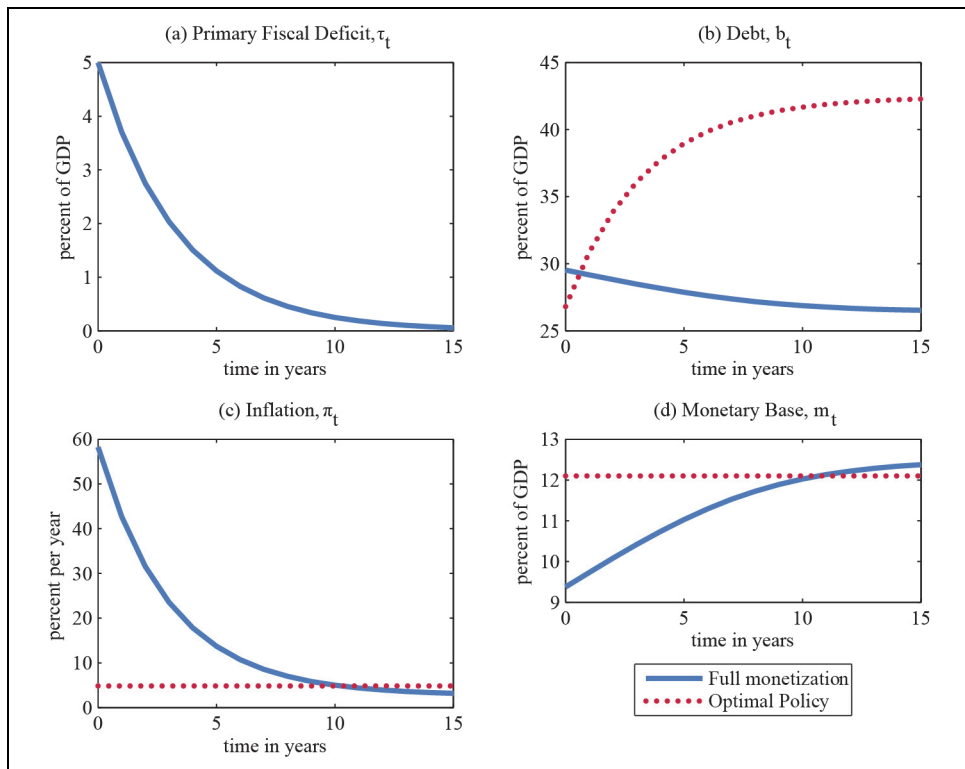 (a) Primary Fiscal Deficit, τt
percent of GDP
5
4
3
2
1
0
0 5 10 15
time in years
(b) Debt, bt
percent of GDP
45
40
35
30
25
0 5 10 15
time in years
(c) Inflation, πt
percent per year
60
50
40
30
20
10
0
0 5 10 15
time in years
(d) Monetary Base, mt
percent of GDP
13
12
11
10
9
0 5 10 15
time in years
Full monetization
Optimal Policy